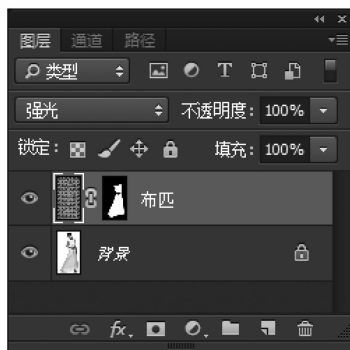 图层 通道 路径
类型 T
强光 不透明度: 100%
锁定: 填充: 100%
布匹
背景
fx.